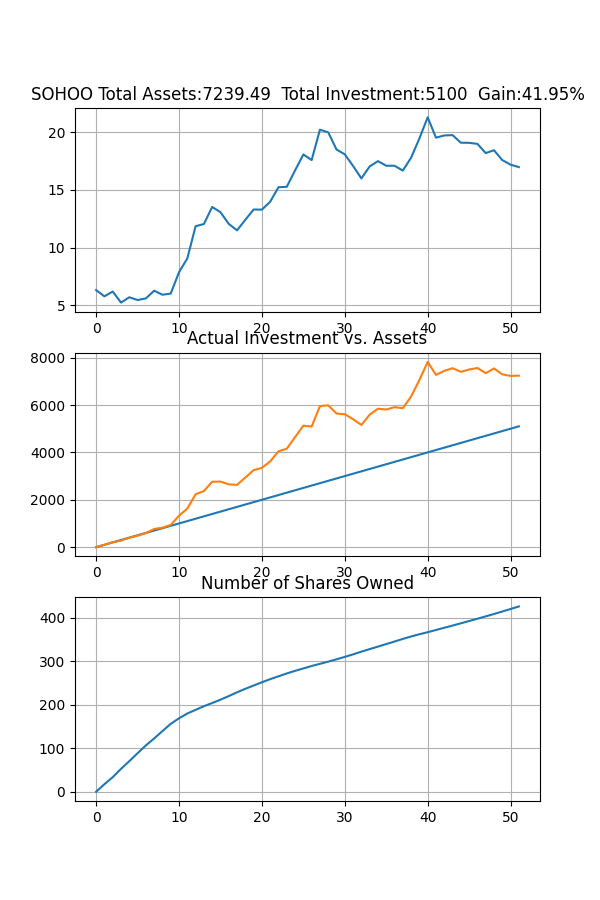 SOHOO Total Assets:7239.49  Total Investment:5100  Gain:41.95%
20
15
10
5
0 10 20 30 40 50
Actual Investment vs. Assets
8000
6000
4000
2000
0
0 10 20 30 40 50
Number of Shares Owned
400
300
200
100
0
0 10 20 30 40 50